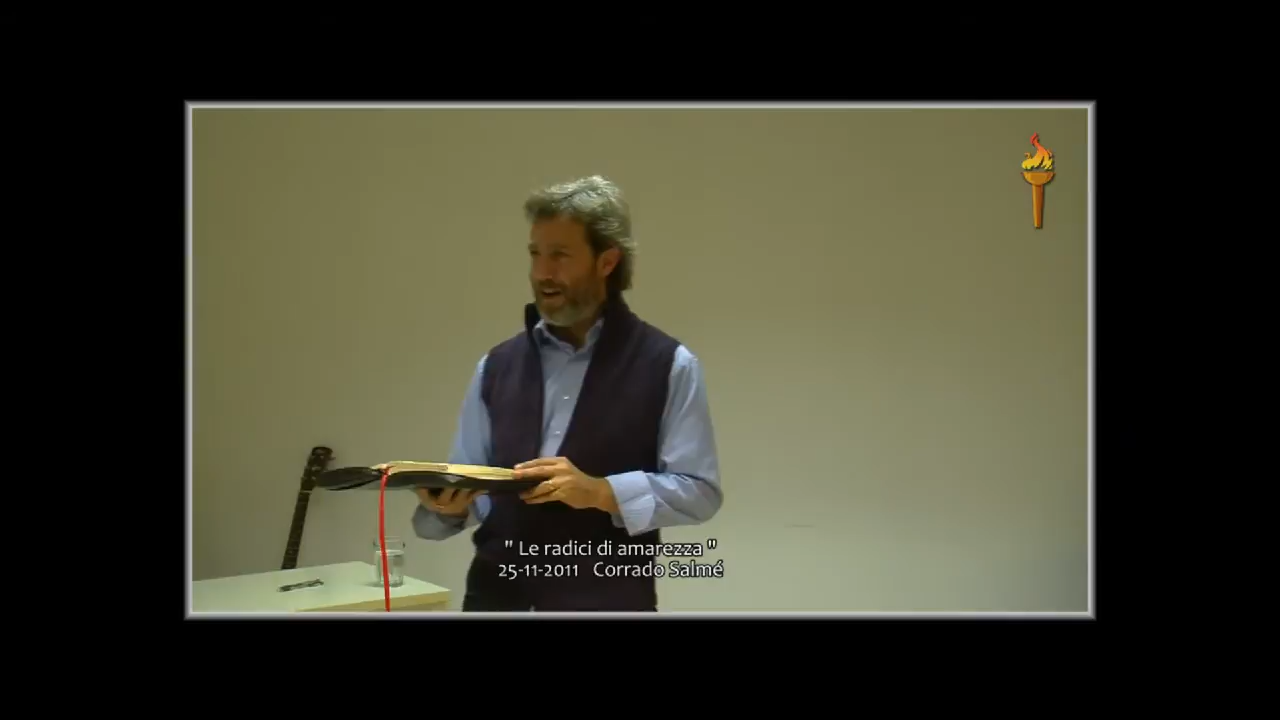 " Le radici di amarezza "
25-11-2011 Corrado Salmé